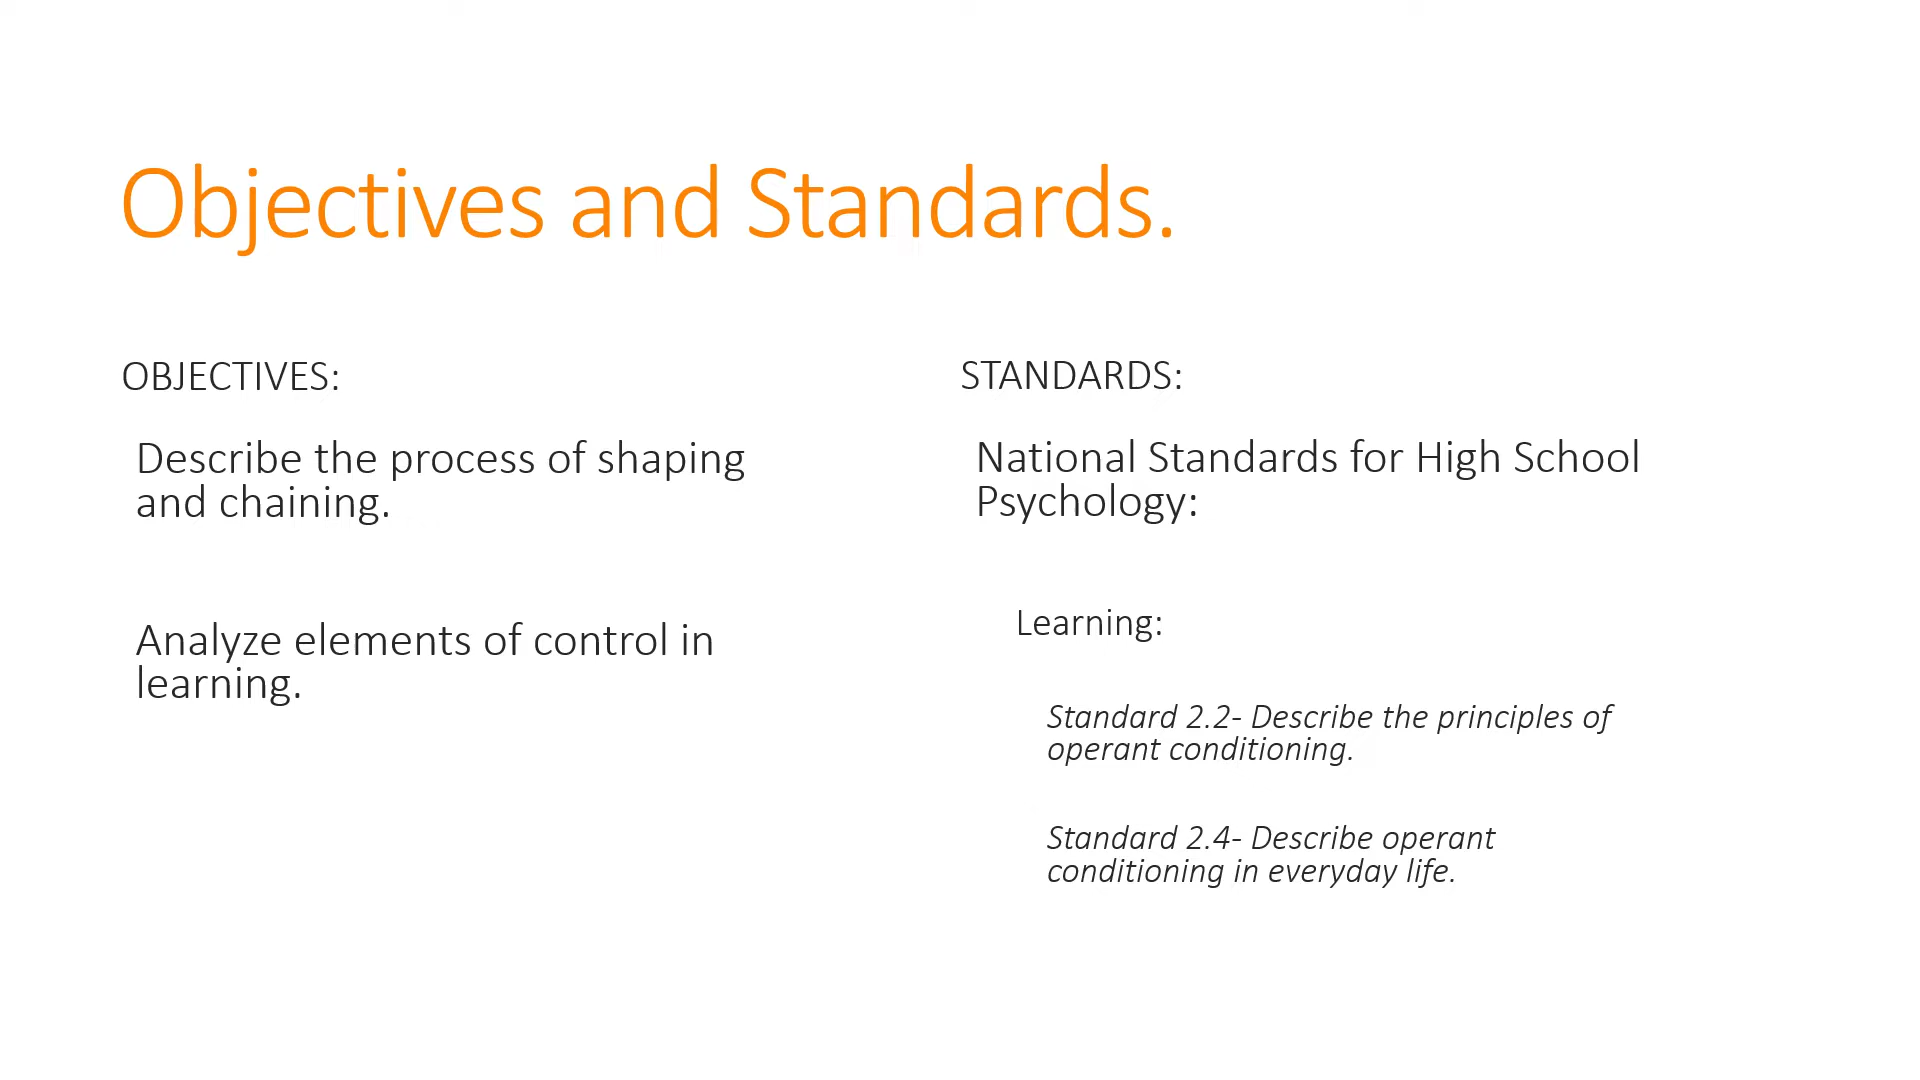 Objectives and Standards.
OBJECTIVES:
Describe the process of shaping
and chaining.
Analyze elements of control in
learning.
STANDARDS:
National Standards for High School
Psychology:
Learning:
Standard 2.2- Describe the principles of
operant conditioning.
Standard 2.4- Describe operant
conditioning in everyday life.